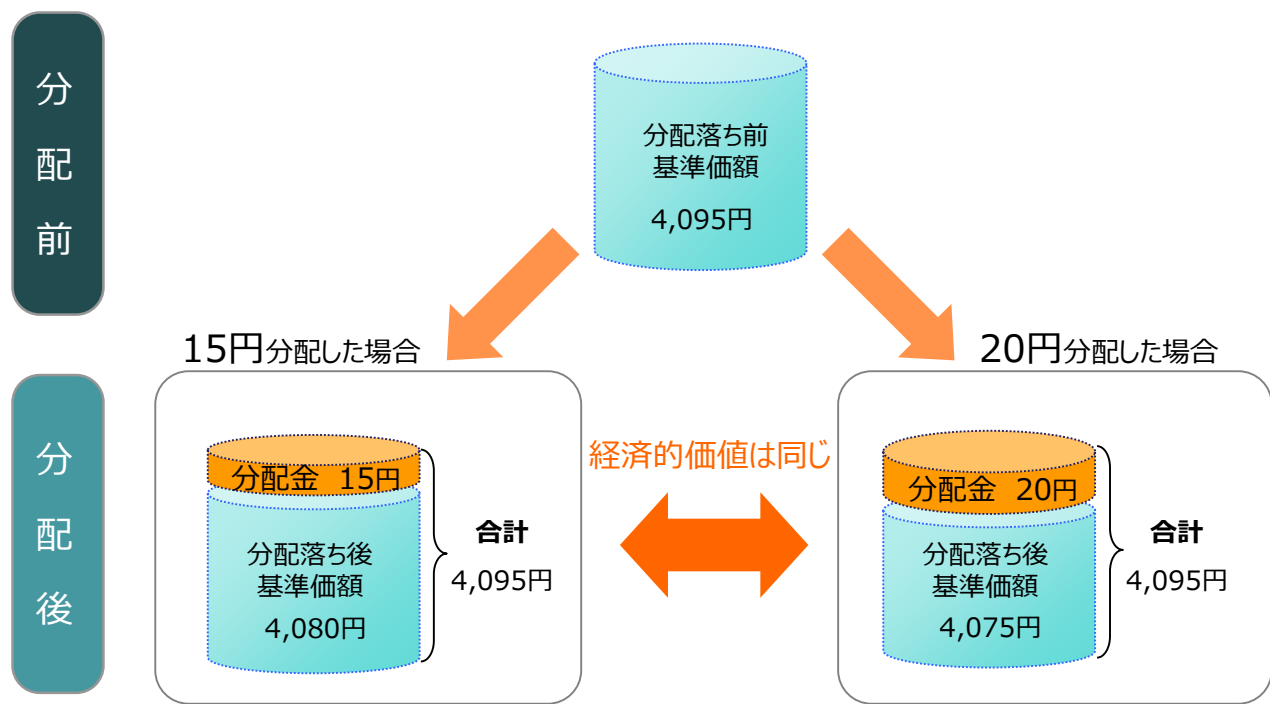 分配前
分配落ち前
基準価額
4,095円
15円分配した場合
20円分配した場合
分配後
分配金 15円
分配落ち後
基準価額
4,080円
合計
4,095円
経済的価値は同じ
分配金 20円
分配落ち後
基準価額
4,075円
合計
4,095円